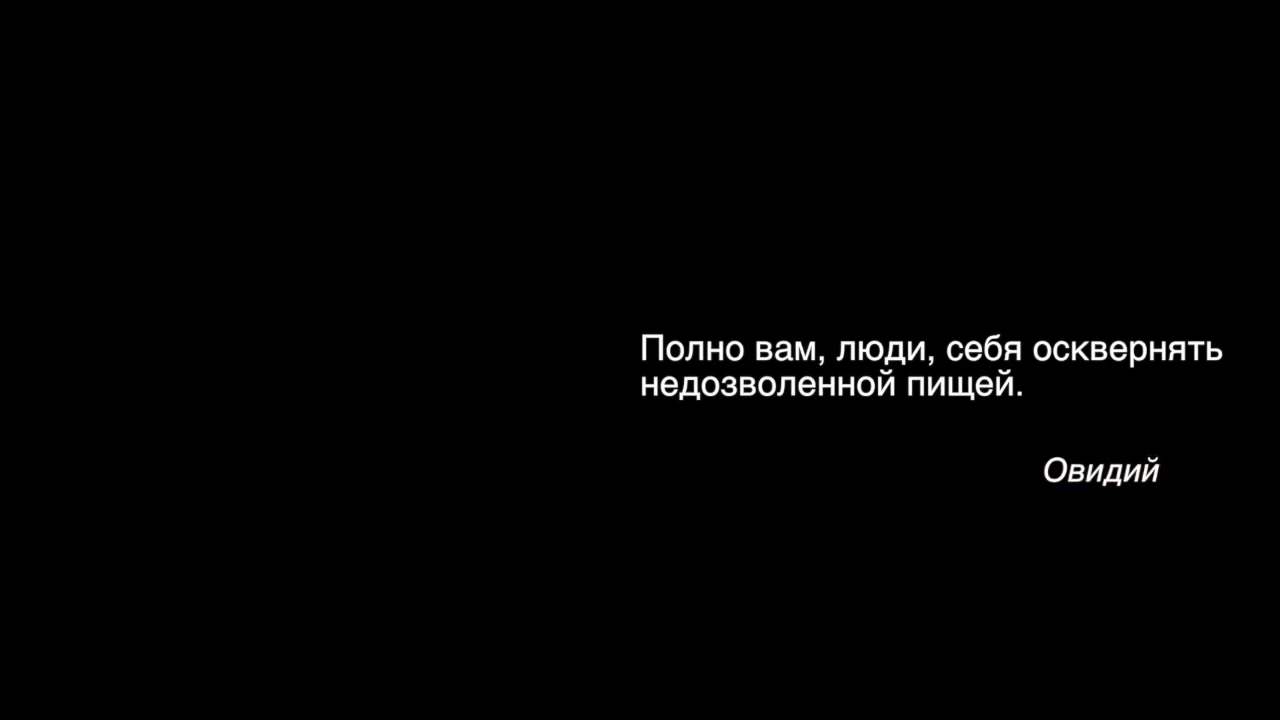 Полно вам, люди, себя осквернять
недозволенной пищей.
Овидий